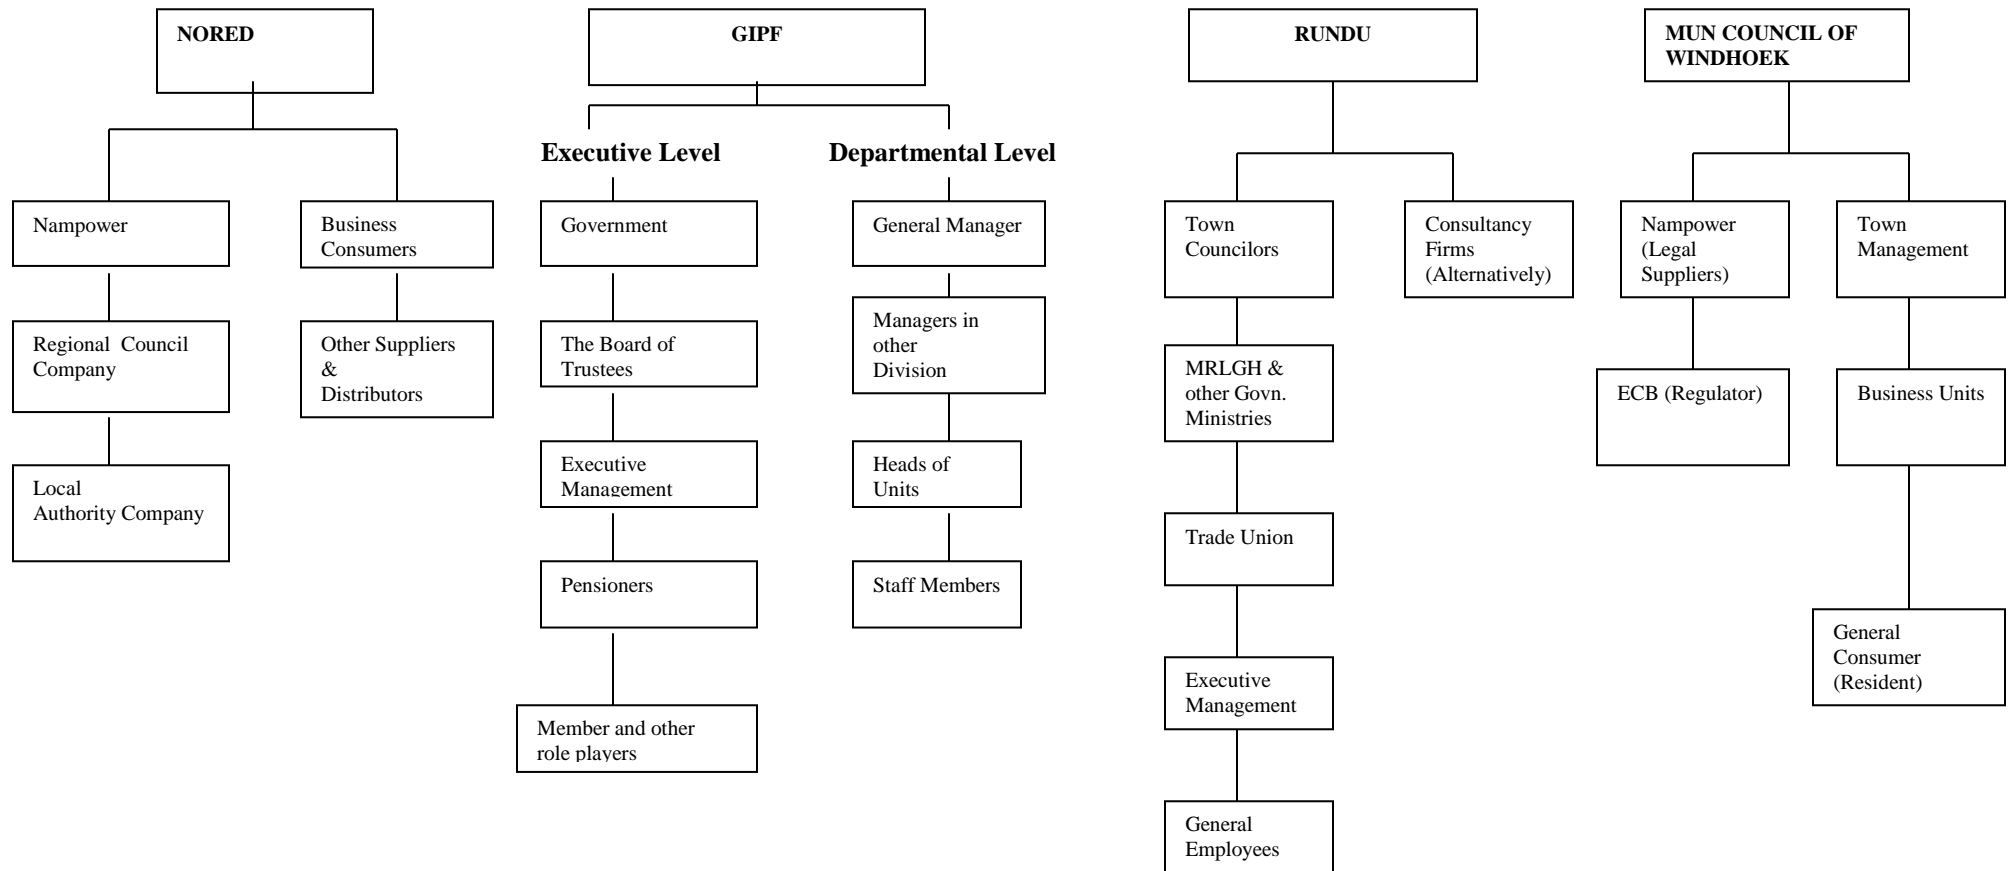 NORED
Nampower
Regional Council
Company
Local
Authority Company
Business
Consumers
Other Suppliers
&
Distributors
GIPF
Executive Level
Government
The Board of
Trustees
Executive
Management
Pensioners
Member and other
role players
Departmental Level
General Manager
Managers in
other
Division
Heads of
Units
Staff Members
RUNDU
Town
Councilors
MRLGH &
other Govn.
Ministries
Trade Union
Executive
Management
General
Employees
Consultancy
Firms
(Alternatively)
MUN COUNCIL OF
WINDHOEK
Nampower
(Legal
Suppliers)
ECB (Regulator)
Town
Management
Business Units
General
Consumer
(Resident)